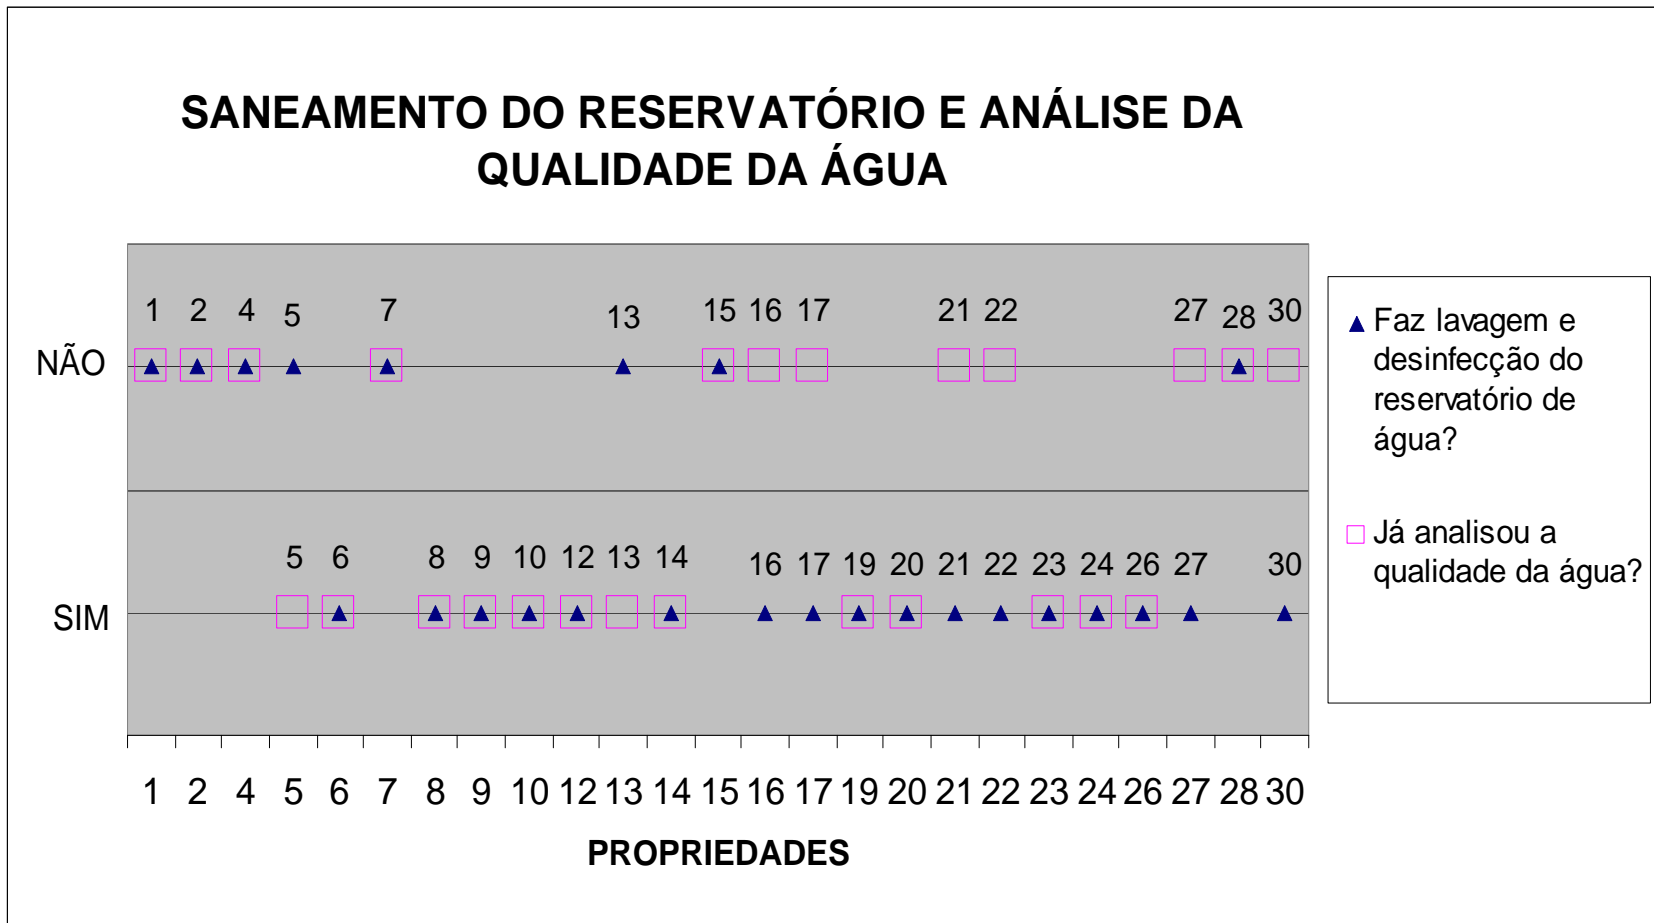 SANEAMENTO DO RESERVATÓRIO E ANÁLISE DA
QUALIDADE DA ÁGUA
1 2 4 5 7 13 15 16 17 21 22 27 28 30
NÃO
5 6 8 9 10 12 13 14 16 17 19 20 21 22 23 24 26 27 30
SIM
1 2 4 5 6 7 8 9 10 12 13 14 15 16 17 19 20 21 22 23 24 26 27 28 30
PROPRIEDADES
Faz lavagem e
desinfecção do
reservatório de
água?
Já analisou a
qualidade da água?